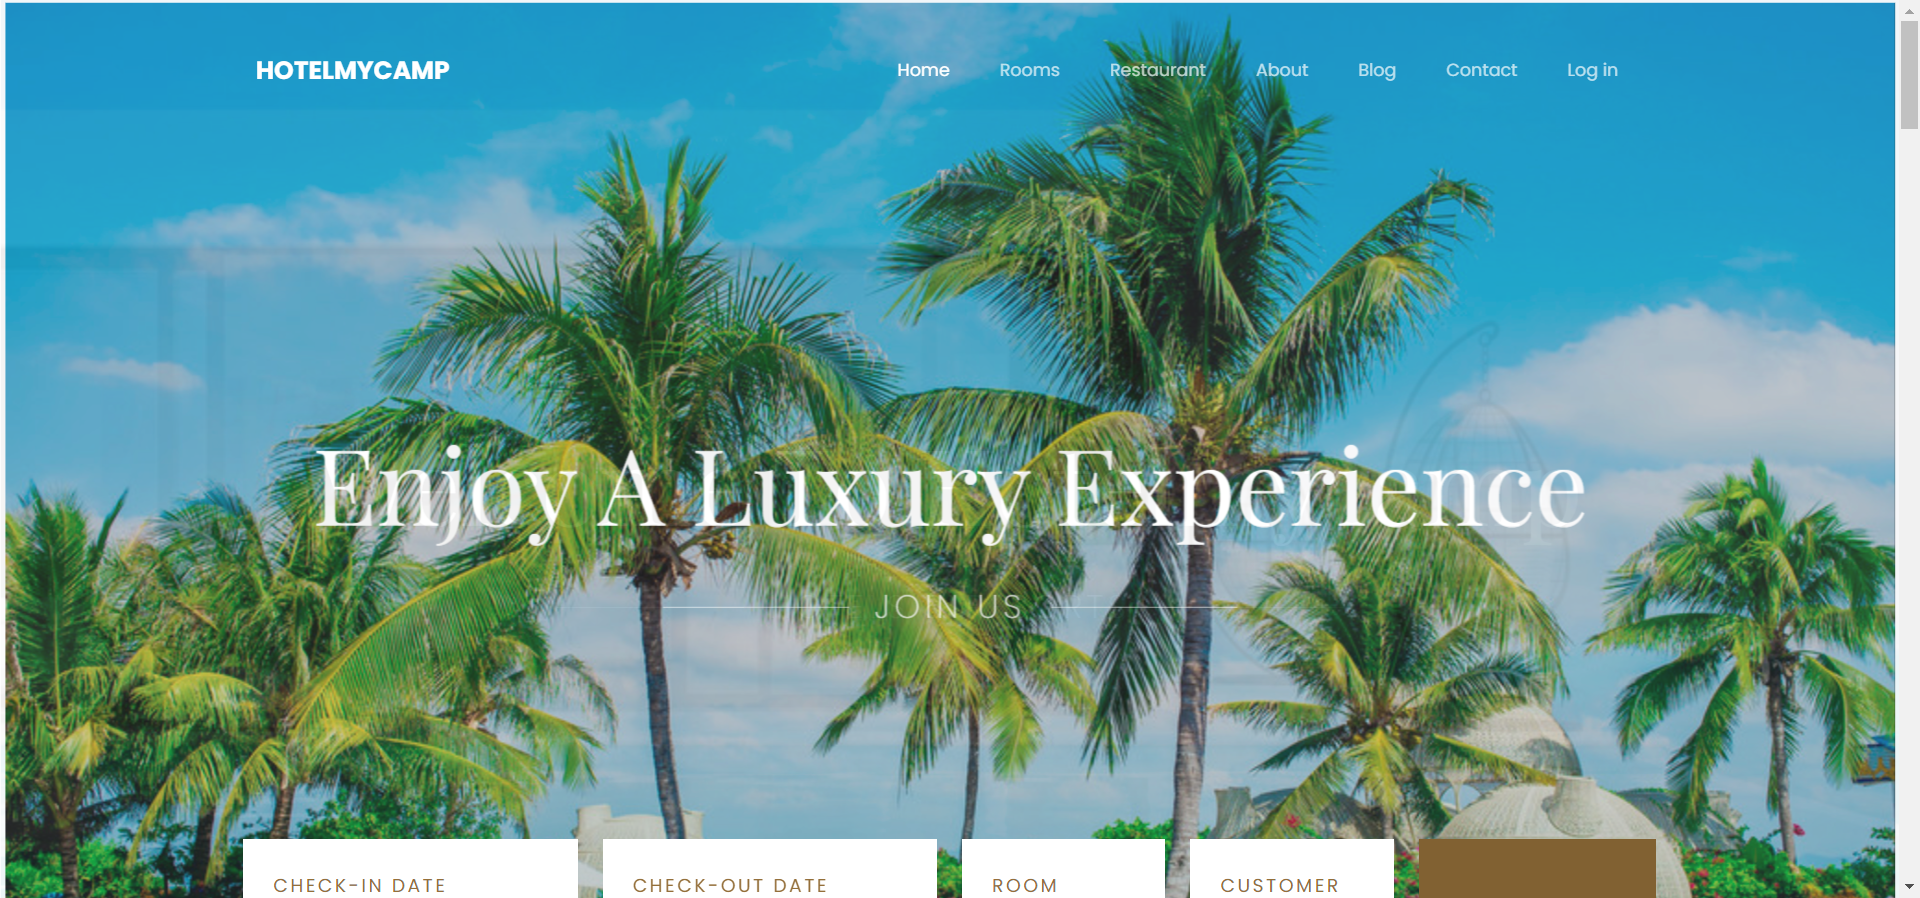 HOTELMYCAMP
Home Rooms Restaurant About Blog Contact Log in
Enjoy A Luxury Experience
JOIN US
CHECK-IN DATE CHECK-OUT DATE ROOM CUSTOMER